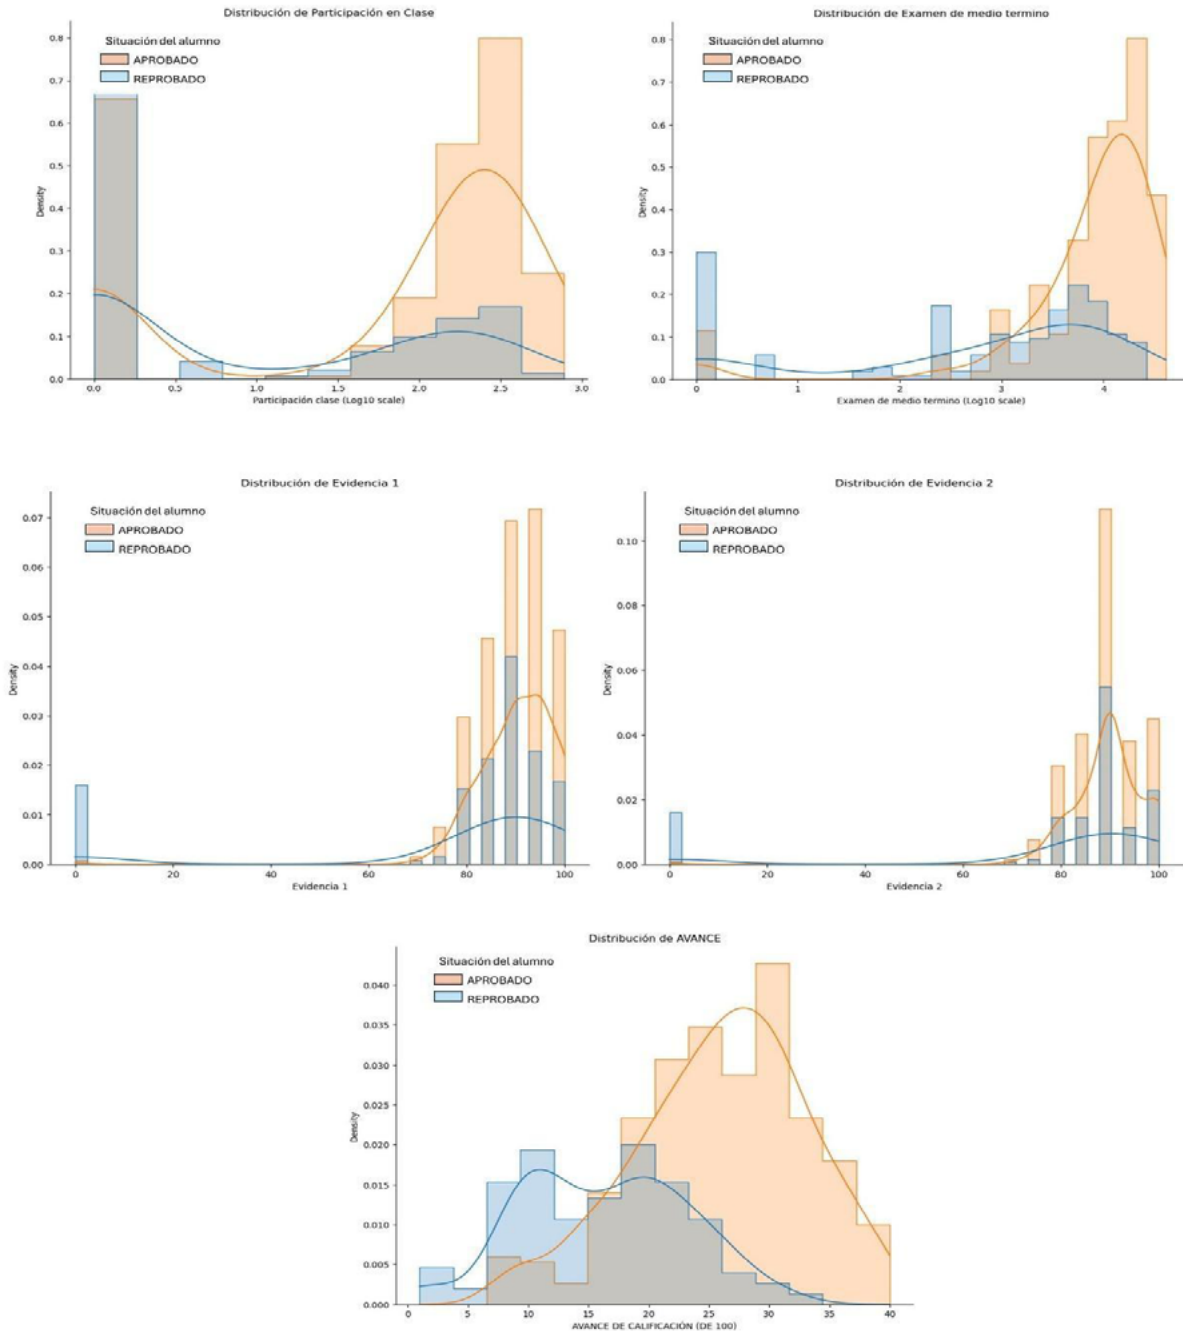 Distribución de Participación en Clase
Situación del alumno
APROBADO
REPROBADO
0.8
0.7
0.6
0.5
0.4
0.3
0.2
0.1
0.0
Density
0.0 0.5 1.0 1.5 2.0 2.5 3.0
Participación clase (Log10 scale)
Distribución de Examen de medio termino
Situación del alumno
APROBADO
REPROBADO
0.8
0.7
0.6
0.5
0.4
0.3
0.2
0.1
0.0
Density
0 1 2 3 4
Examen de medio termino (Log10 scale)
Distribución de Evidencia 1
Situación del alumno
APROBADO
REPROBADO
0.07
0.06
0.05
0.04
0.03
0.02
0.01
0.00
Density
0 20 40 60 80 100
Evidencia 1
Distribución de Evidencia 2
Situación del alumno
APROBADO
REPROBADO
0.10
0.08
0.06
0.04
0.02
0.00
Density
0 20 40 60 80 100
Evidencia 2
Distribución de AVANCE
Situación del alumno
APROBADO
REPROBADO
0.040
0.035
0.030
0.025
0.020
0.015
0.010
0.005
0.000
Density
0 5 10 15 20 25 30 35 40
AVANCE DE CALIFICACIÓN (DE 100)